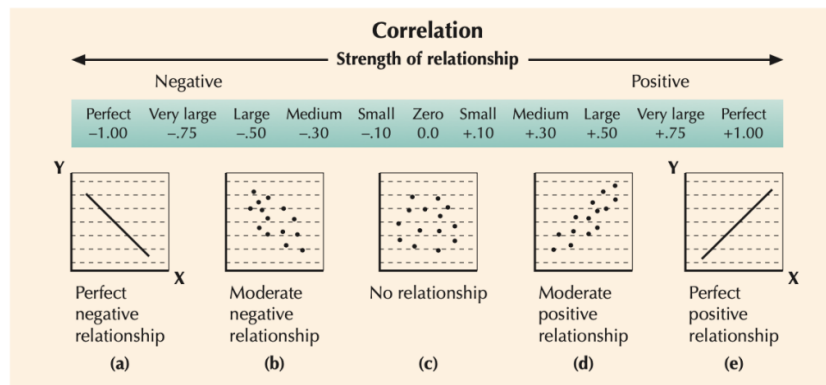 Correlation
Strength of relationship
Negative Positive
Perfect Very large Large Medium Small Zero Small Medium Large Very large Perfect
–1.00 –.75 –.50 –.30 –.10 0.0 +.10 +.30 +.50 +.75 +1.00
Y Y
X X
Perfect
negative
relationship
(a)
Moderate
negative
relationship
(b)
No relationship
(c)
Moderate
positive
relationship
(d)
Perfect
positive
relationship
(e)